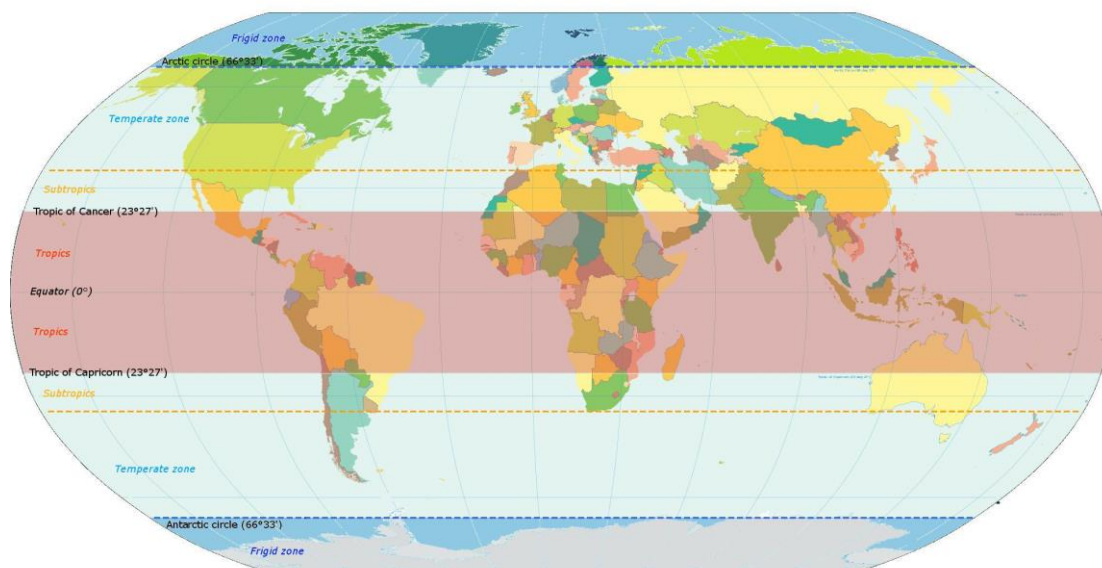 Frigid zone
Arctic circle (66°33')
Temperate zone
Subtropics
Tropic of Cancer (23°27')
Tropics
Equator (0°)
Tropics
Tropic of Capricorn (23°27')
Subtropics
Temperate zone
Antarctic circle (66°33')
Frigid zone